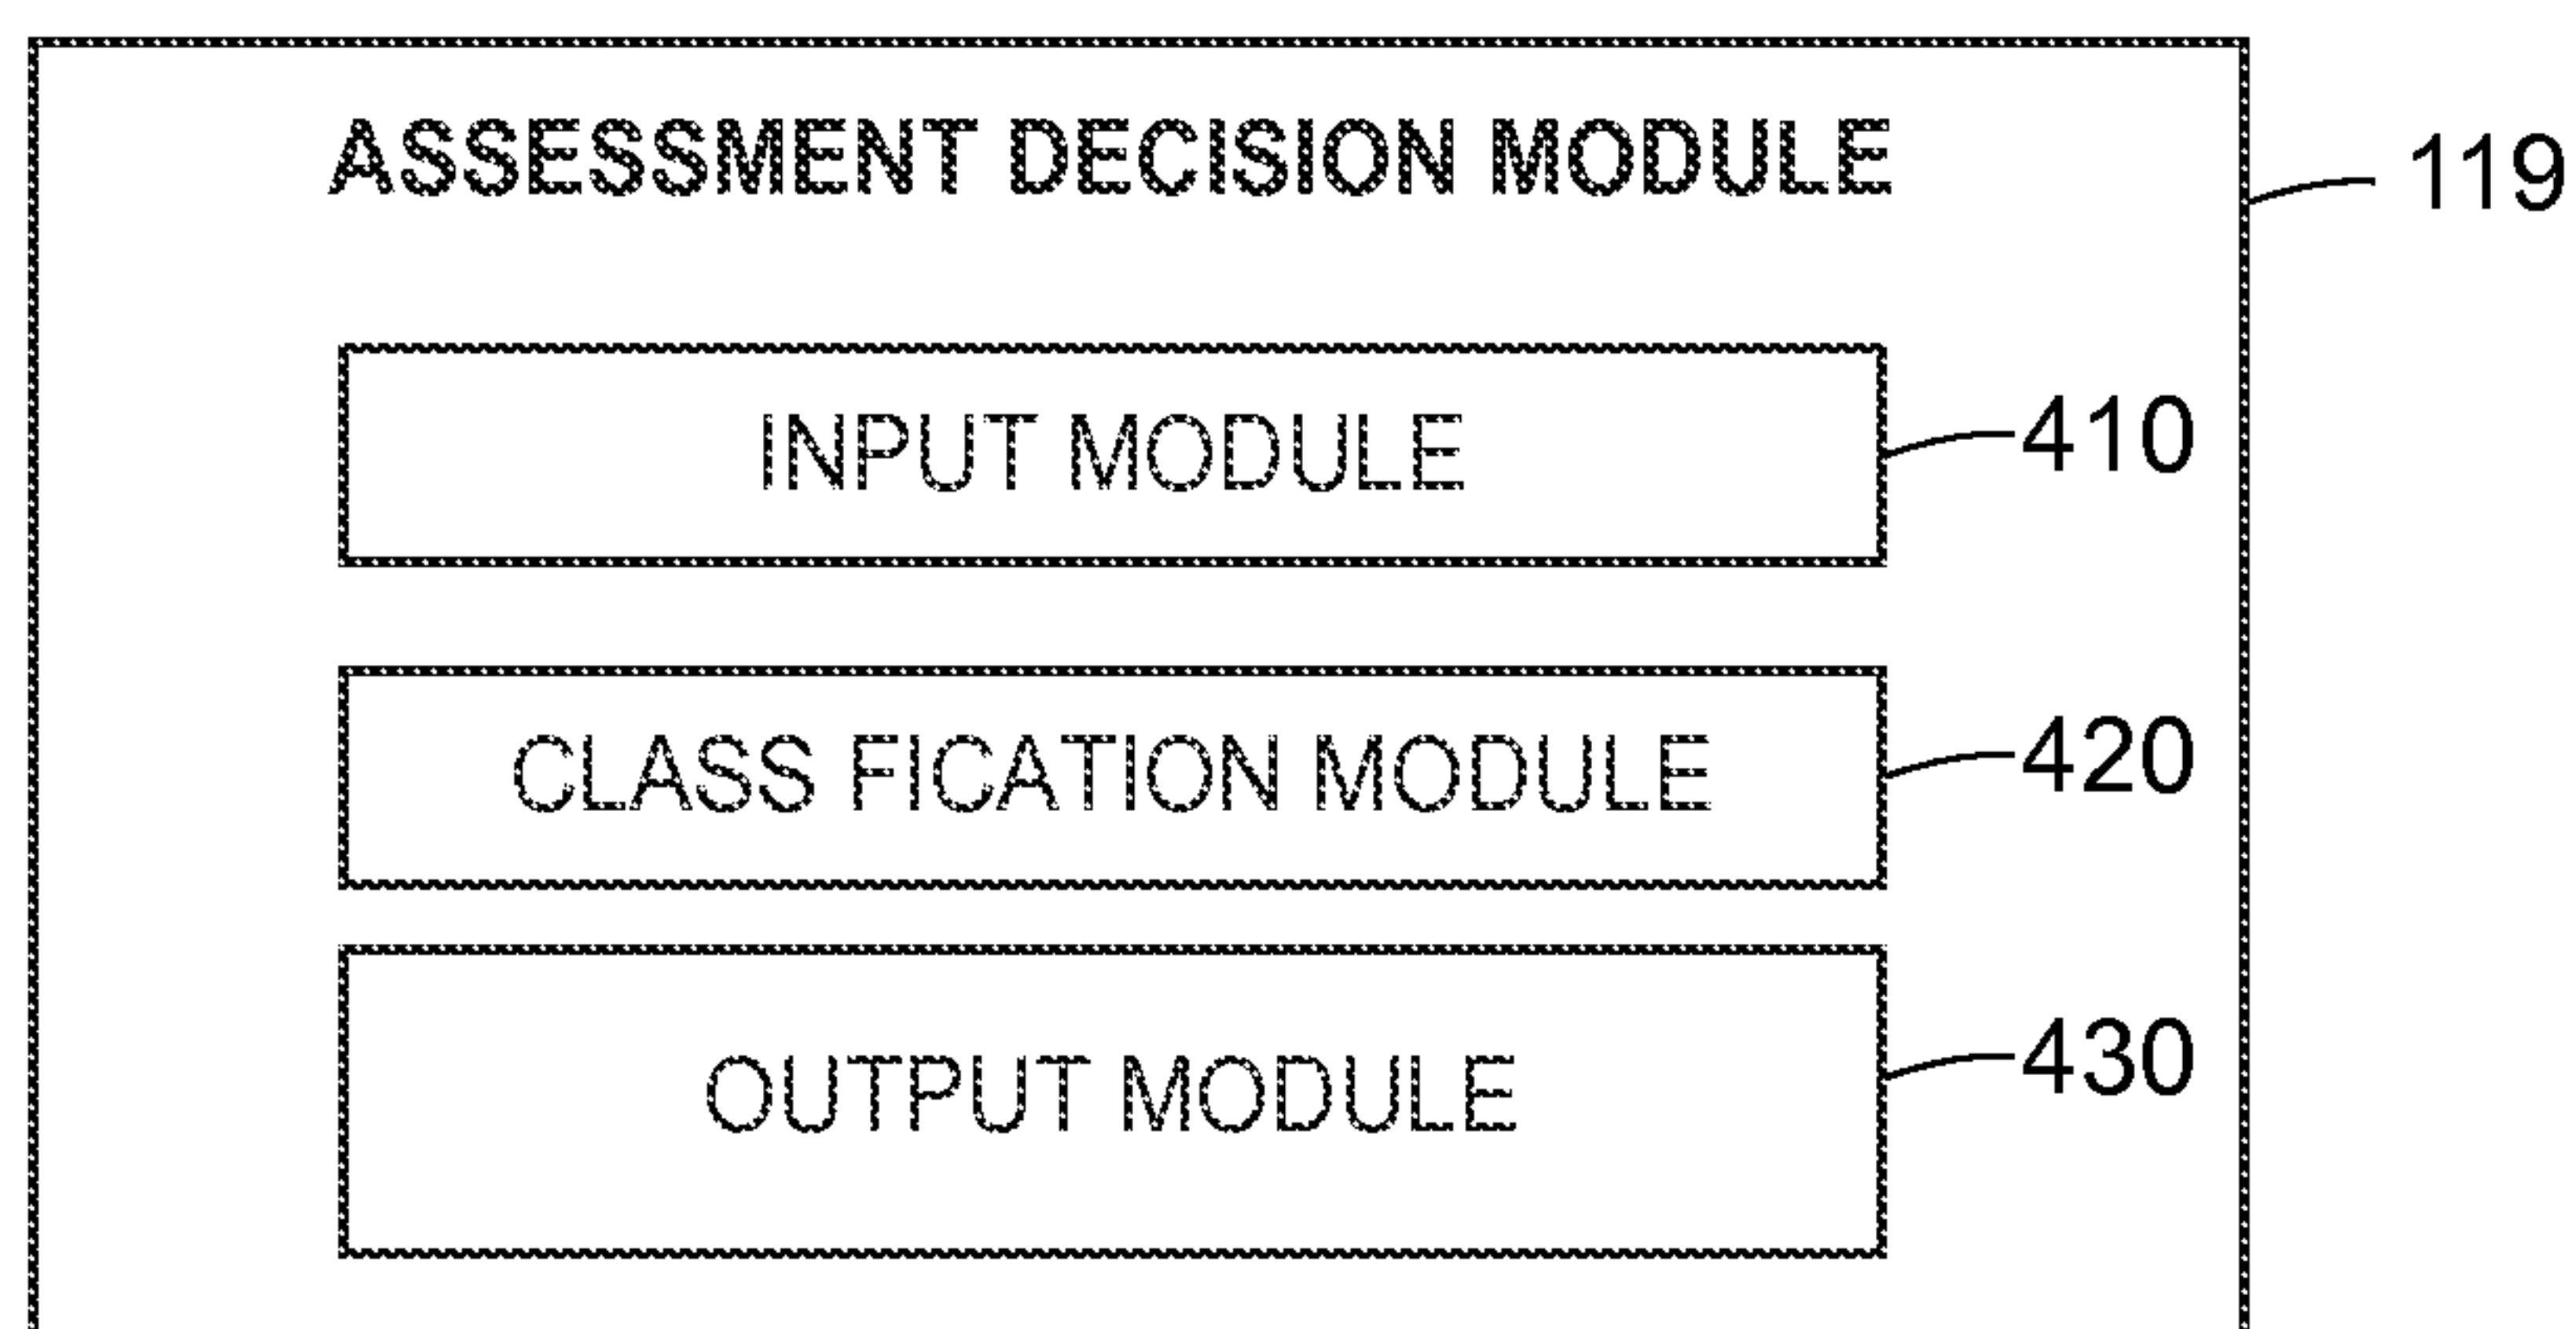 ASSESSMENT DECISION MODULE
119
INPUT MODULE
410
CLASS FICATION MODULE
420
OUTPUT MODULE
430